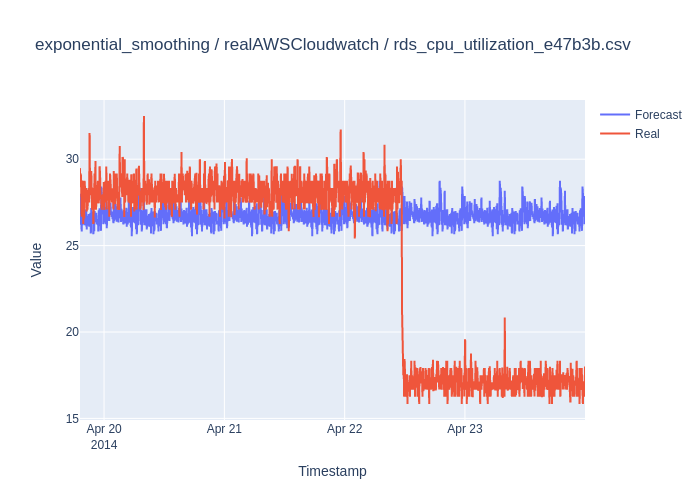 exponential_smoothing / realAWSCloudwatch / rds_cpu_utilization_e47b3b.csv
Forecast
Real
30
25
20
15
Value
Apr 20
2014
Apr 21
Apr 22
Apr 23
Timestamp